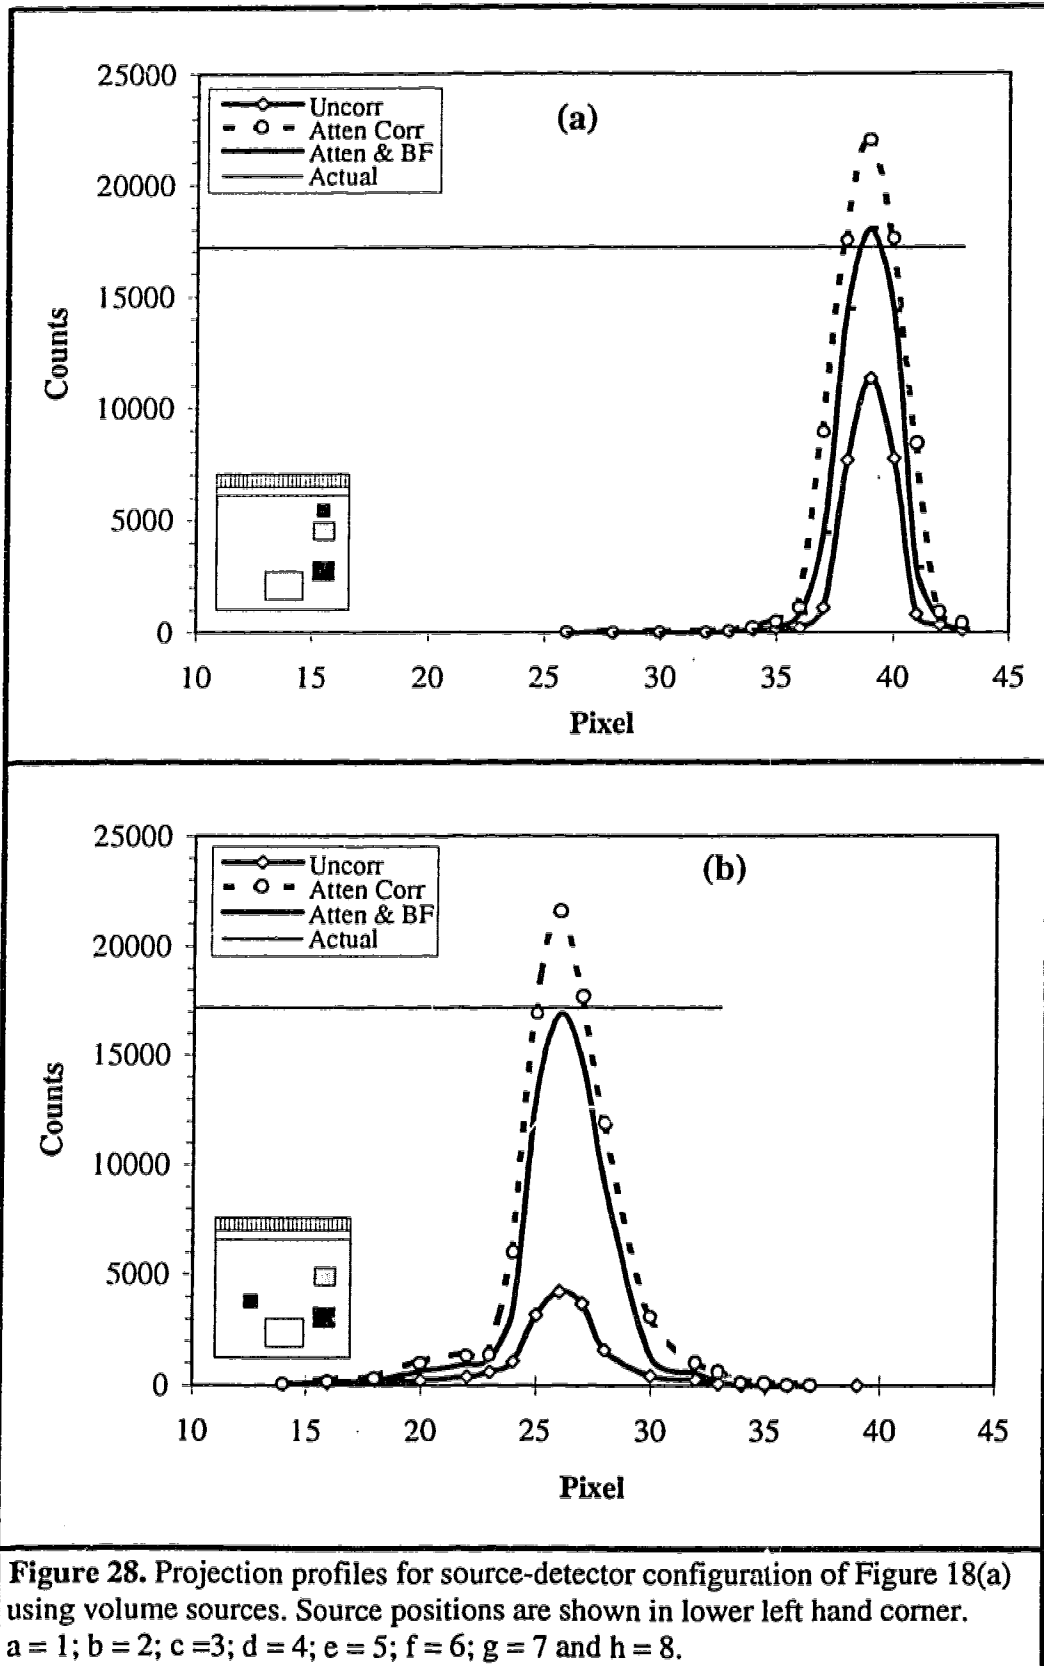 (a)
Uncorr
Atten Corr
Atten & BF
Actual
25000
20000
15000
10000
5000
0
Counts
10 15 20 25 30 35 40 45
Pixel
(b)
Uncorr
Atten Corr
Atten & BF
Actual
25000
20000
15000
10000
5000
0
Counts
10 15 20 25 30 35 40 45
Pixel
Figure 28. Projection profiles for source-detector configuration of Figure 18(a)
using volume sources. Source positions are shown in lower left hand corner.
a = 1; b = 2; c =3; d = 4; e = 5; f = 6; g = 7 and h = 8.